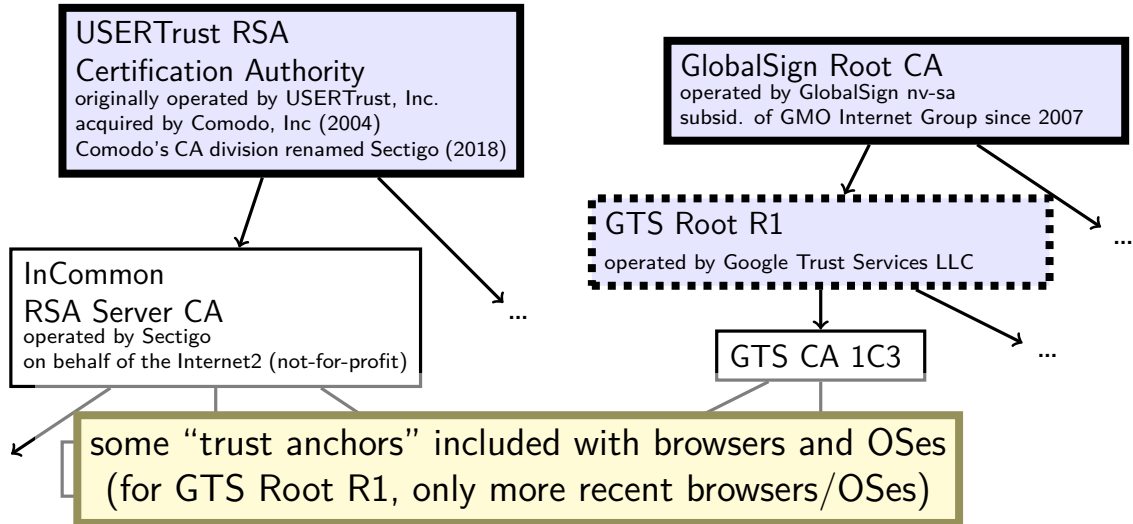 USERTrust RSA
Certification Authority
originally operated by USERTrust, Inc.
acquired by Comodo, Inc (2004)
Comodo's CA division renamed Sectigo (2018)
GlobalSign Root CA
operated by GlobalSign nv-sa
subsid. of GMO Internet Group since 2007
GTS Root R1
operated by Google Trust Services LLC
...
InCommon
RSA Server CA
operated by Sectigo
on behalf of the Internet2 (not-for-profit)
...
GTS CA 1C3
...
some “trust anchors” included with browsers and OSes
(for GTS Root R1, only more recent browsers/OSes)